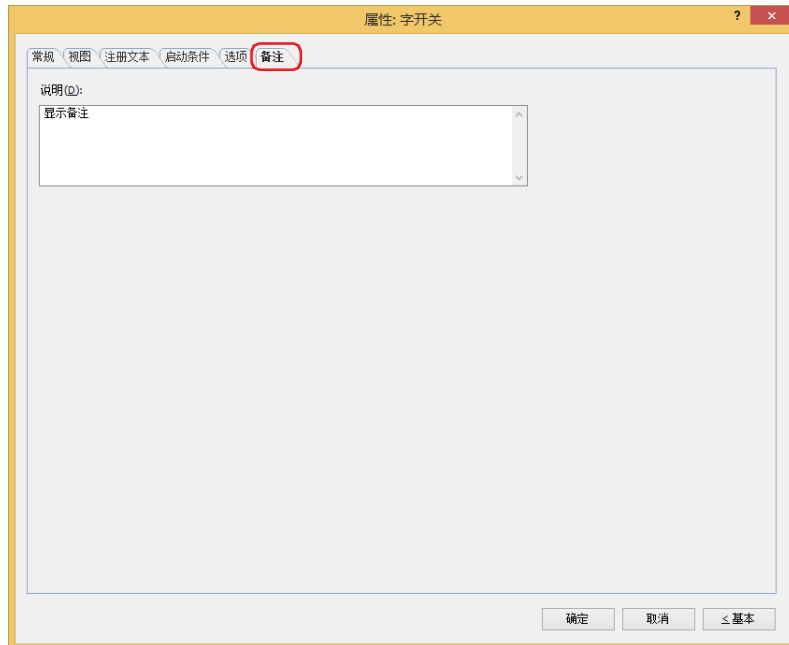 属性: 字开关
? ×
常规 视图 注册文本 启动条件 选项 备注
说明(D):
显示备注
确定 取消 <基本